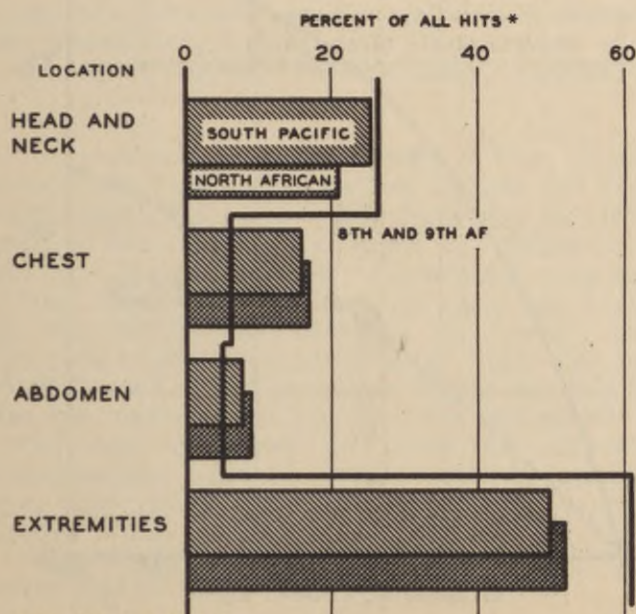 PERCENT OF ALL HITS *
0 20 40 60
LOCATION
HEAD AND
NECK
SOUTH PACIFIC
NORTH AFRICAN
8TH AND 9TH AF
CHEST
ABDOMEN
EXTREMITIES